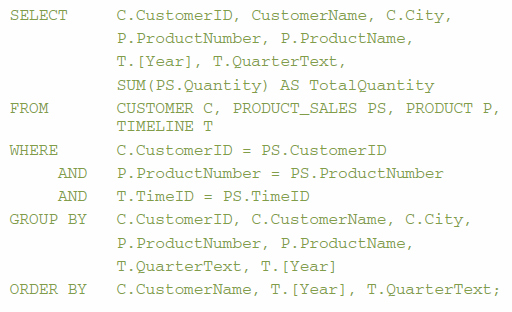 SELECT C.CustomerID, CustomerName, C.City,
P.ProductNumber, P.ProductName,
T.[Year], T.QuarterText,
SUM(PS.Quantity) AS TotalQuantity
FROM CUSTOMER C, PRODUCT_SALES PS, PRODUCT P,
TIMELINE T
WHERE C.CustomerID = PS.CustomerID
AND P.ProductNumber = PS.ProductNumber
AND T.TimeID = PS.TimeID
GROUP BY C.CustomerID, C.CustomerName, C.City,
P.ProductNumber, P.ProductName,
T.QuarterText, T.[Year]
ORDER BY C.CustomerName, T.[Year], T.QuarterText;